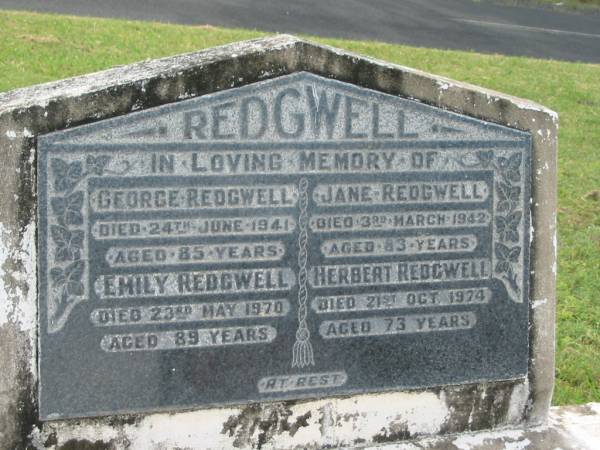 REDGWELL
IN LOVING MEMORY OF
GEORGE REDGWELL
DIED 24TH JUNE 1941
AGED 85 YEARS
EMILY REDGWELL
DIED 23RD MAY 1970
AGED 89 YEARS
JANE REDGWELL
DIED 3RD MARCH 1942
AGED 83 YEARS
HERBERT REDGWELL
DIED 21ST OCT. 1974
AGED 73 YEARS
AT REST